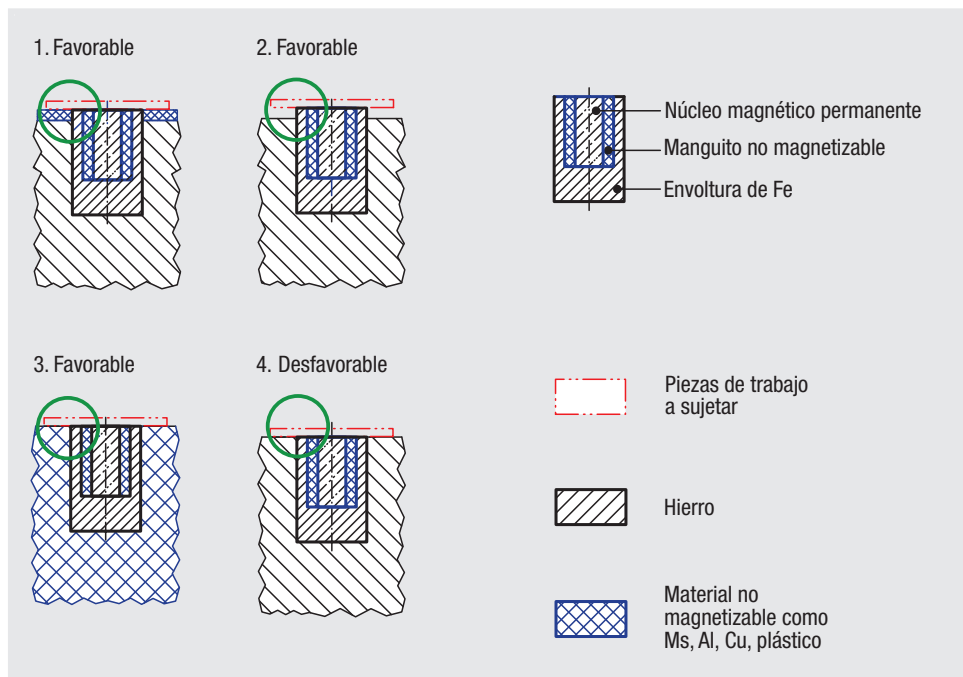 1. Favorable
2. Favorable
Núcleo magnético permanente
Manguito no magnetizable
Envoltura de Fe
3. Favorable
4. Desfavorable
Piezas de trabajo
a sujetar
Hierro
Material no
magnetizable como
Ms, Al, Cu, plástico